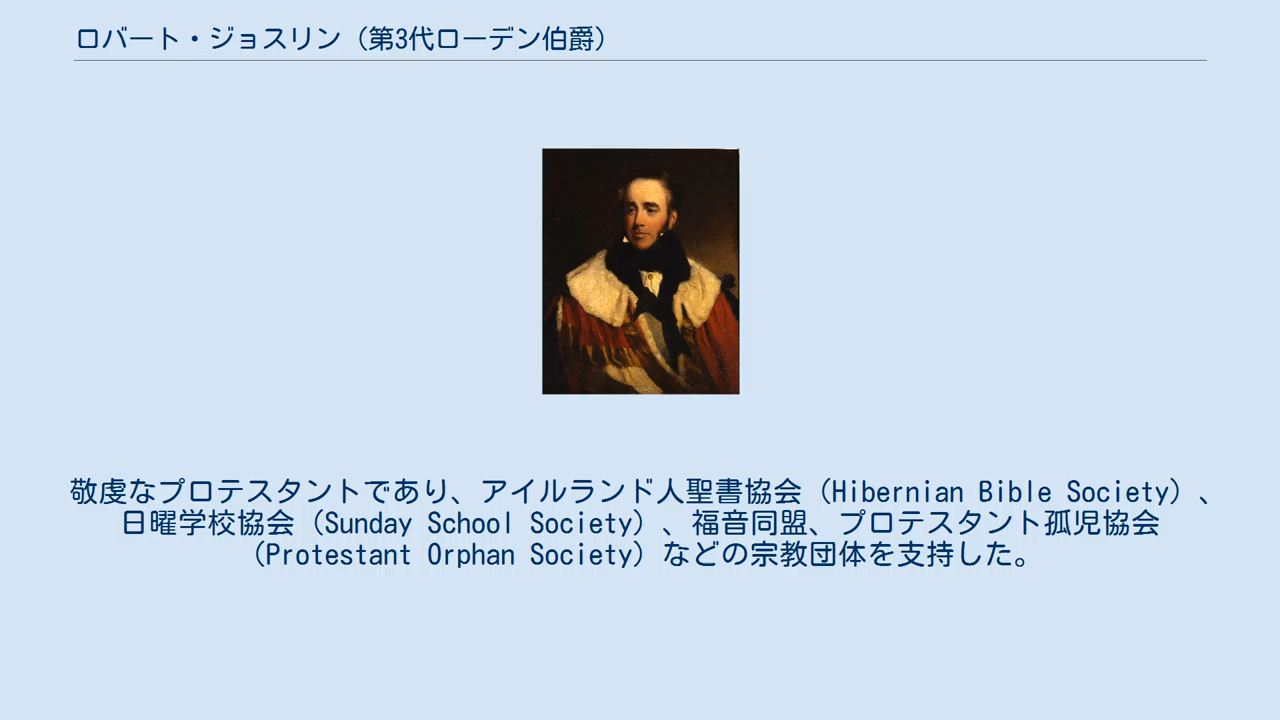 ロバート・ジョスリン（第3代ローデン伯爵）
敬虔なプロテスタントであり、アイルランド人聖書協会（Hibernian Bible Society）、
日曜学校協会（Sunday School Society）、福音同盟、プロテスタント孤児協会
（Protestant Orphan Society）などの宗教団体を支持した。